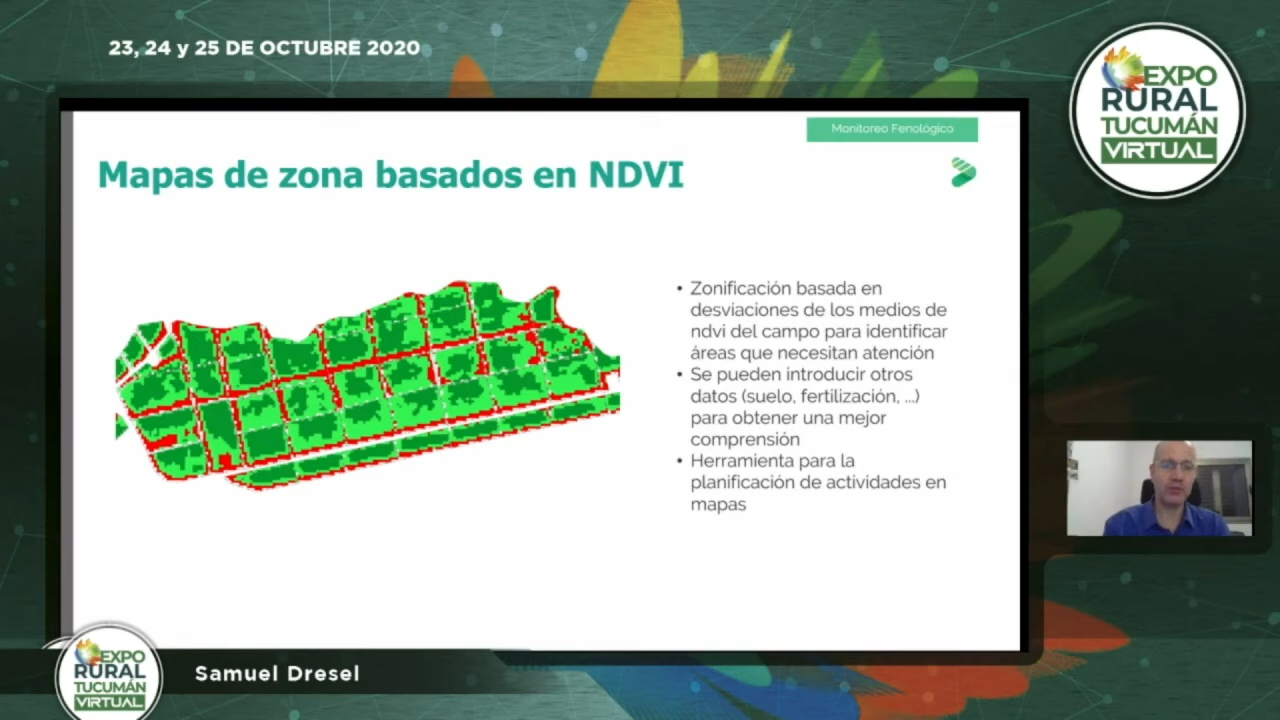 23, 24 y 25 DE OCTUBRE 2020
EXPO
RURAL
TUCUMÁN
VIRTUAL
Monitoreo Fenológico
Mapas de zona basados en NDVI
• Zonificación basada en
desviaciones de los medios de
ndvi del campo para identificar
áreas que necesitan atención
• Se pueden introducir otros
datos (suelo, fertilización, ...)
para obtener una mejor
comprensión
• Herramienta para la
planificación de actividades en
mapas
EXPO
RURAL
TUCUMÁN
VIRTUAL
Samuel Dresel